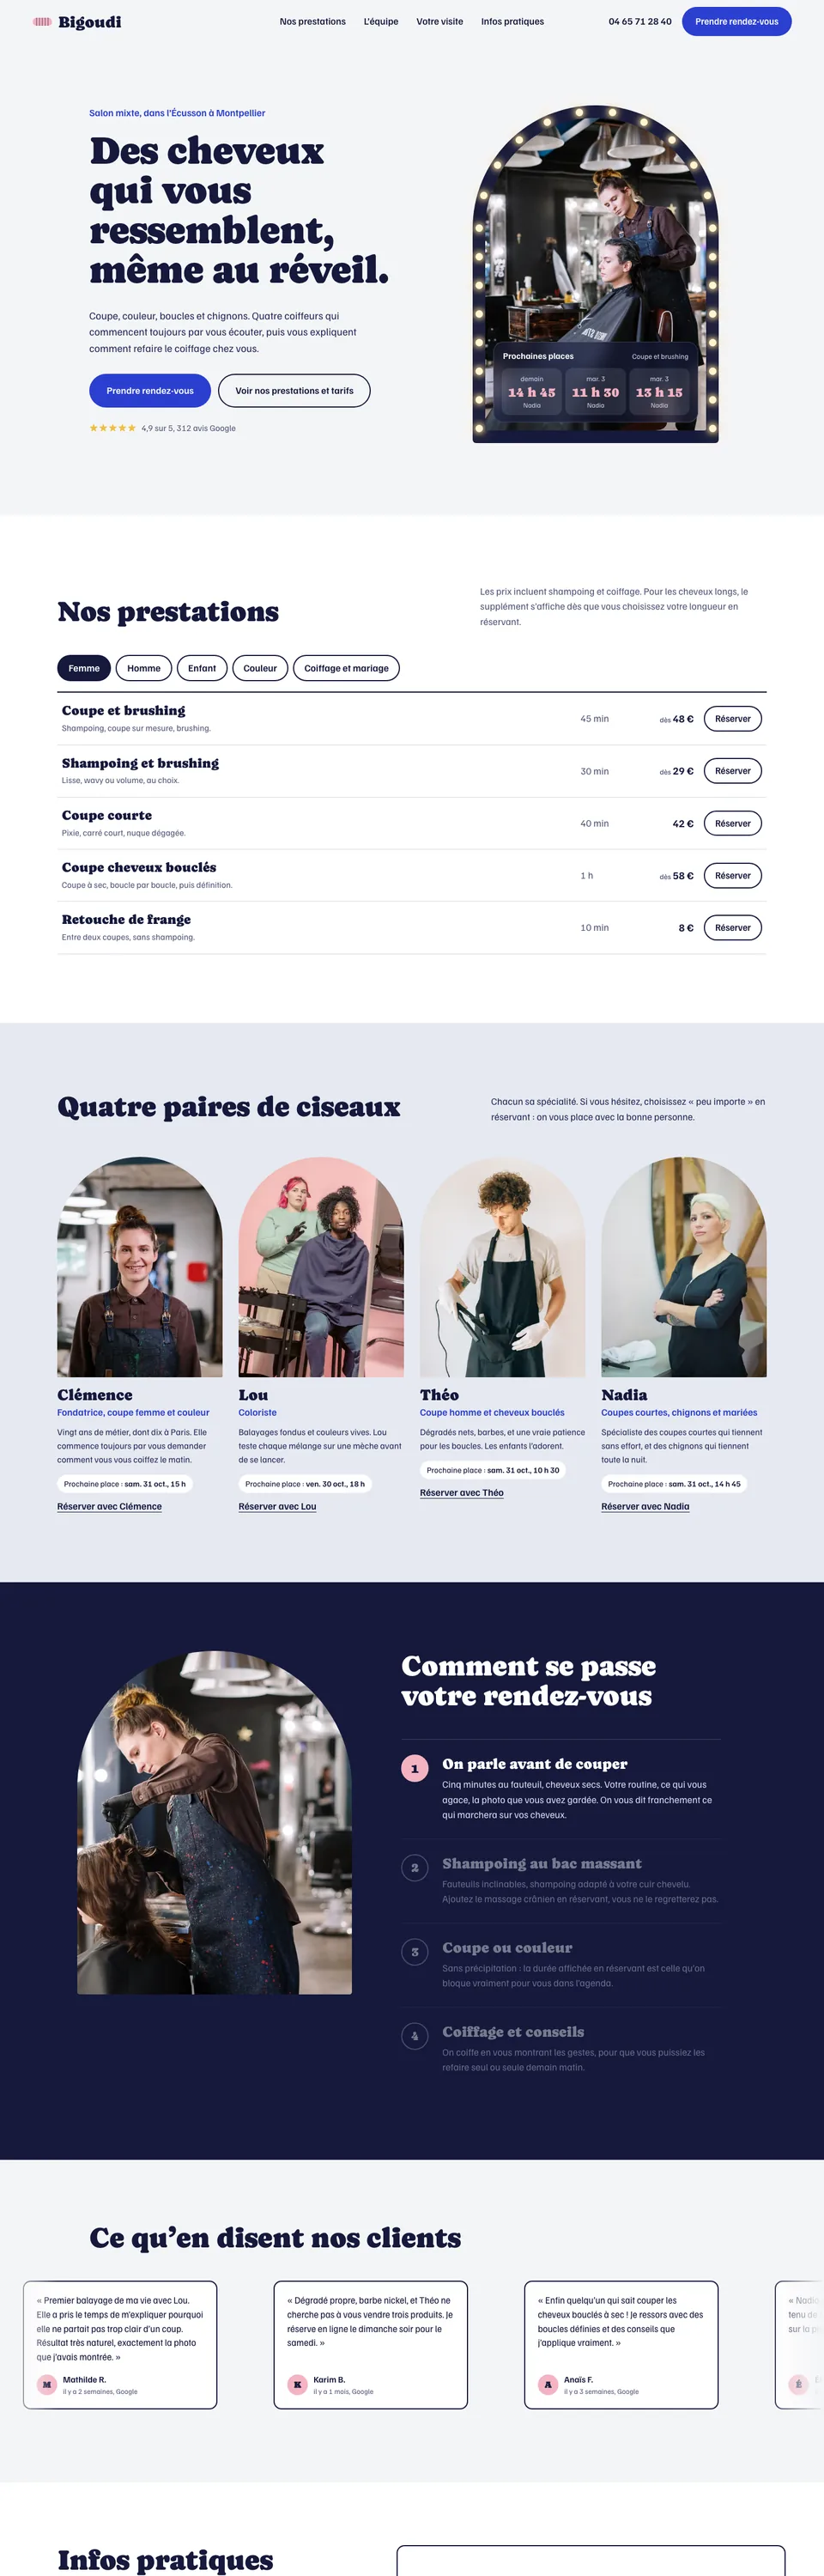 Bigoudi
Nos prestations
L'équipe
Votre visite
Infos pratiques
04 65 71 28 40
Prendre rendez-vous
Salon mixte, dans l'Écusson à Montpellier
Des cheveux
qui vous
ressemblent,
même au réveil.
Coupe, couleur, boucles et chignons. Quatre coiffeurs qui
commencent toujours par vous écouter, puis vous expliquent
comment refaire le coiffage chez vous.
Prendre rendez-vous
Voir nos prestations et tarifs
4,9 sur 5, 312 avis Google
Prochaines places
Coupe et brushing
demain
14 h 45
Nadia
mar. 3
11 h 30
Nadia
mar. 3
13 h 15
Nadia
Nos prestations
Les prix incluent shampoing et coiffage. Pour les cheveux longs, le
supplément s'affiche dès que vous choisissez votre longueur en
réservant.
Femme
Homme
Enfant
Couleur
Coiffage et mariage
Coupe et brushing
Shampoing, coupe sur mesure, brushing.
45 min
dès 48 €
Réserver
Shampoing et brushing
Lisse, wavy ou volume, au choix.
30 min
dès 29 €
Réserver
Coupe courte
Pixie, carré court, nuque dégagée.
40 min
42 €
Réserver
Coupe cheveux bouclés
Coupe à sec, boucle par boucle, puis définition.
1 h
dès 58 €
Réserver
Retouche de frange
Entre deux coupes, sans shampoing.
10 min
8 €
Réserver
Quatre paires de ciseaux
Chacun sa spécialité. Si vous hésitez, choisissez « peu importe » en
réservant : on vous place avec la bonne personne.
Clémence
Fondatrice, coupe femme et couleur
Vingt ans de métier, dont dix à Paris. Elle
commence toujours par vous demander
comment vous vous coiffez le matin.
Prochaine place : sam. 31 oct., 15 h
Réserver avec Clémence
Lou
Coloriste
Balayages fondus et couleurs vives. Lou
teste chaque mélange sur une mèche avant
de se lancer.
Prochaine place : ven. 30 oct., 18 h
Réserver avec Lou
Théo
Coupe homme et cheveux bouclés
Dégradés nets, barbes, et une vraie patience
pour les boucles. Les enfants l'adorent.
Prochaine place : sam. 31 oct., 10 h 30
Réserver avec Théo
Nadia
Coupes courtes, chignons et mariées
Spécialiste des coupes courtes qui tiennent
sans effort, et des chignons qui tiennent
toute la nuit.
Prochaine place : sam. 31 oct., 14 h 45
Réserver avec Nadia
Comment se passe
votre rendez-vous
1
On parle avant de couper
Cinq minutes au fauteuil, cheveux secs. Votre routine, ce qui vous
agace, la photo que vous avez gardée. On vous dit franchement ce
qui marchera sur vos cheveux.
2
Shampoing au bac massant
Fauteuils inclinables, shampoing adapté à votre cuir chevelu.
Ajoutez le massage crânien en réservant, vous ne le regretterez pas.
3
Coupe ou couleur
Sans précipitation : la durée affichée en réservant est celle qu'on
bloque vraiment pour vous dans l'agenda.
4
Coiffage et conseils
On coiffe en vous montrant les gestes, pour que vous puissiez les
refaire seul ou seule demain matin.
Ce qu'en disent nos clients
« Premier balayage de ma vie avec Lou.
Elle a pris le temps de m'expliquer pourquoi
elle ne partait pas trop clair d'un coup.
Résultat très naturel, exactement la photo
que j'avais montrée. »
M
Mathilde R.
il y a 2 semaines, Google
« Dégradé propre, barbe nickel, et Théo ne
cherche pas à vous vendre trois produits. Je
réserve en ligne le dimanche soir pour le
samedi. »
K
Karim B.
il y a 1 mois, Google
« Enfin quelqu'un qui sait couper les
cheveux bouclés à sec ! Je ressors avec des
boucles définies et des conseils que
j'applique vraiment. »
A
Anaïs F.
il y a 3 semaines, Google
« Nadia
tenu de
sur la
Infos pratiques